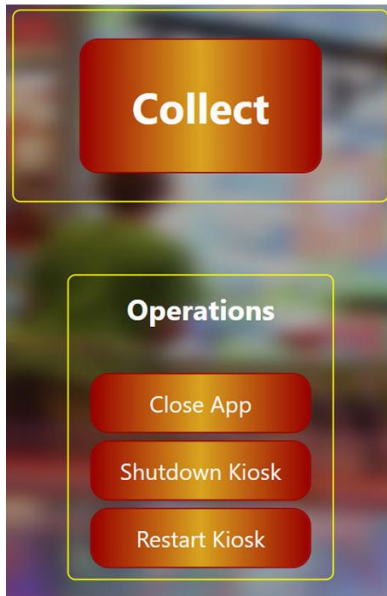 Collect
Operations
Close App
Shutdown Kiosk
Restart Kiosk